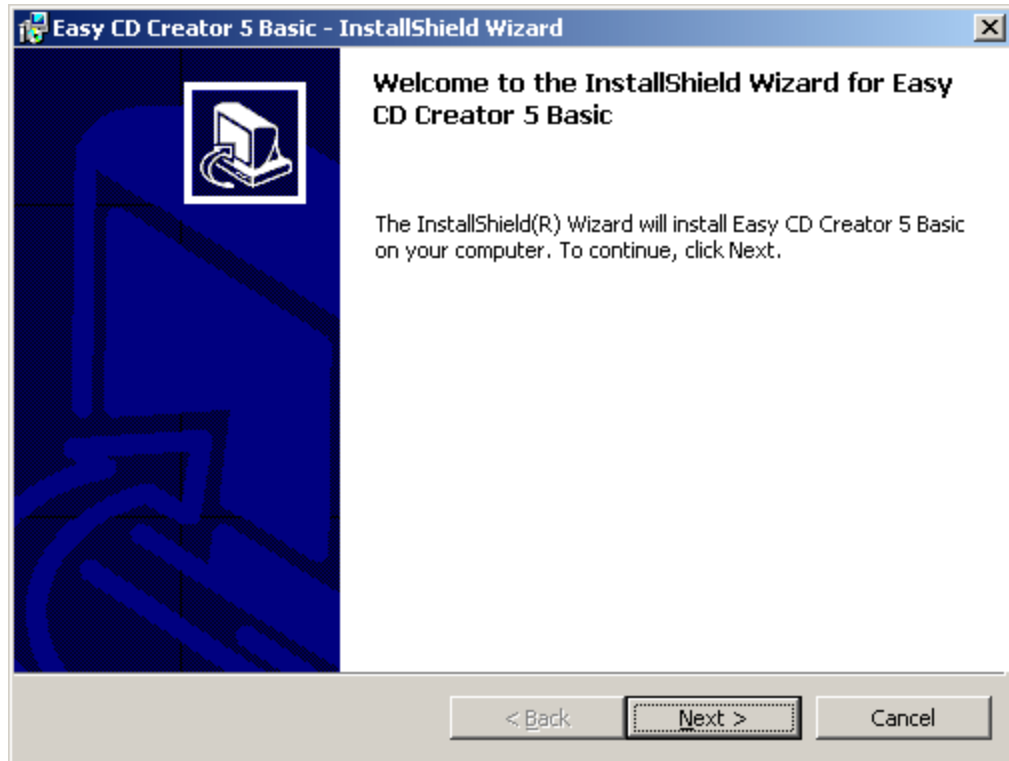 Easy CD Creator 5 Basic - InstallShield Wizard
Welcome to the InstallShield Wizard for Easy
CD Creator 5 Basic
The InstallShield(R) Wizard will install Easy CD Creator 5 Basic
on your computer. To continue, click Next.
< Back Next > Cancel